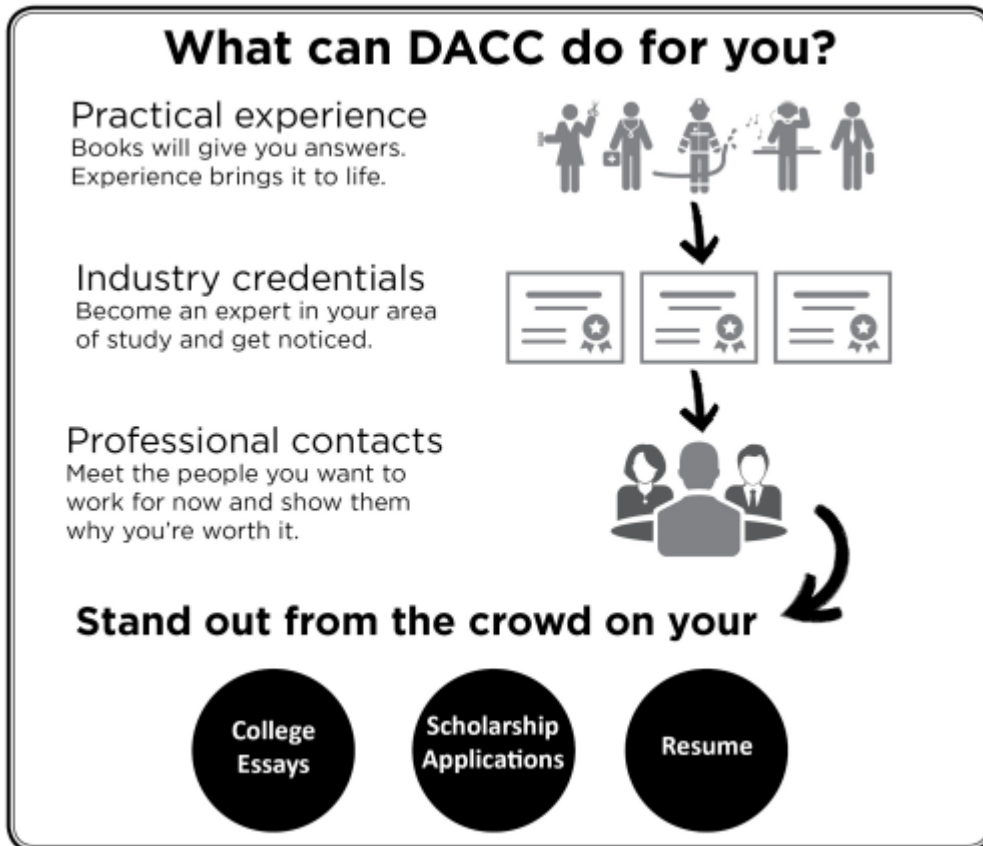 What can DACC do for you?
Practical experience
Books will give you answers.
Experience brings it to life.
Industry credentials
Become an expert in your area
of study and get noticed.
Professional contacts
Meet the people you want to
work for now and show them
why you're worth it.
Stand out from the crowd on your
College
Essays
Scholarship
Applications
Resume